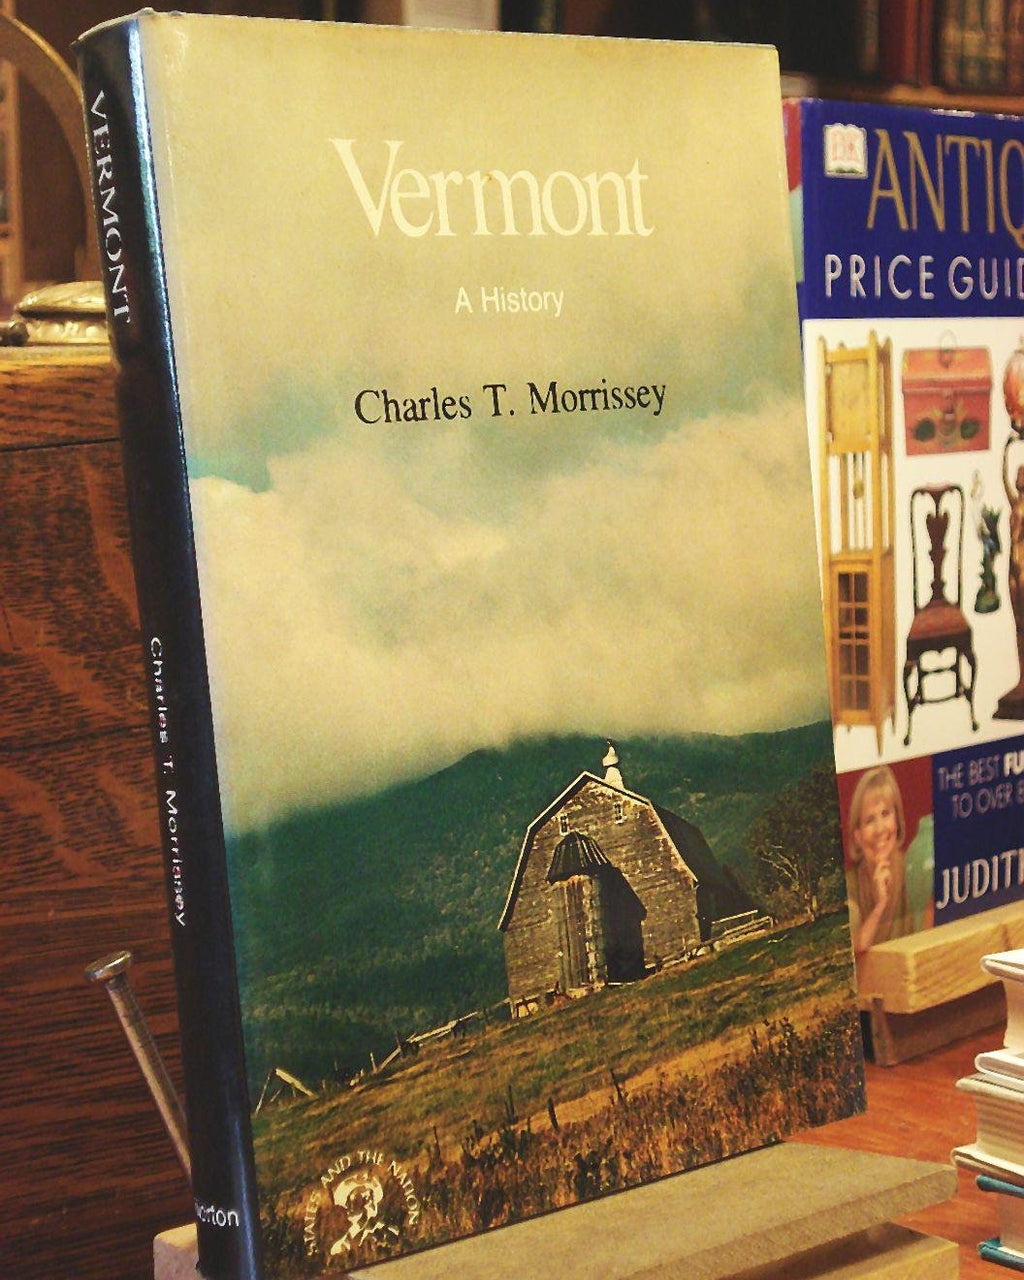 VERMONT
Charles T. Morrissey
Norton
Vermont
A History
Charles T. Morrissey
STATES AND THE NATION
ANTIQ
PRICE GUID
THE BEST FU
TO OVER
JUDITH